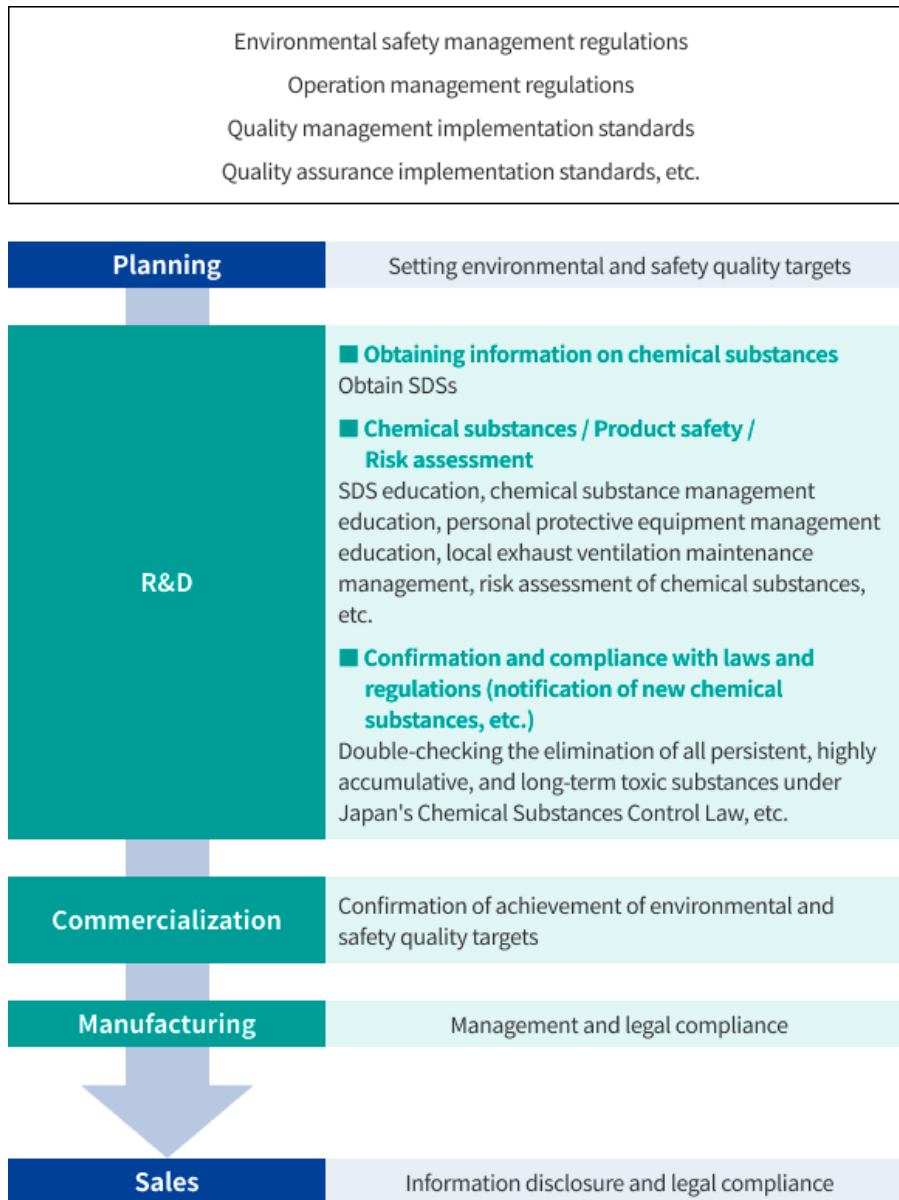 Environmental safety management regulations
Operation management regulations
Quality management implementation standards
Quality assurance implementation standards, etc.
Planning
Setting environmental and safety quality targets
R&D
■ Obtaining information on chemical substances
Obtain SDSs
■ Chemical substances / Product safety /
Risk assessment
SDS education, chemical substance management
education, personal protective equipment management
education, local exhaust ventilation maintenance
management, risk assessment of chemical substances,
etc.
■ Confirmation and compliance with laws and
regulations (notification of new chemical
substances, etc.)
Double-checking the elimination of all persistent, highly
accumulative, and long-term toxic substances under
Japan's Chemical Substances Control Law, etc.
Commercialization
Confirmation of achievement of environmental and
safety quality targets
Manufacturing
Management and legal compliance
Sales
Information disclosure and legal compliance